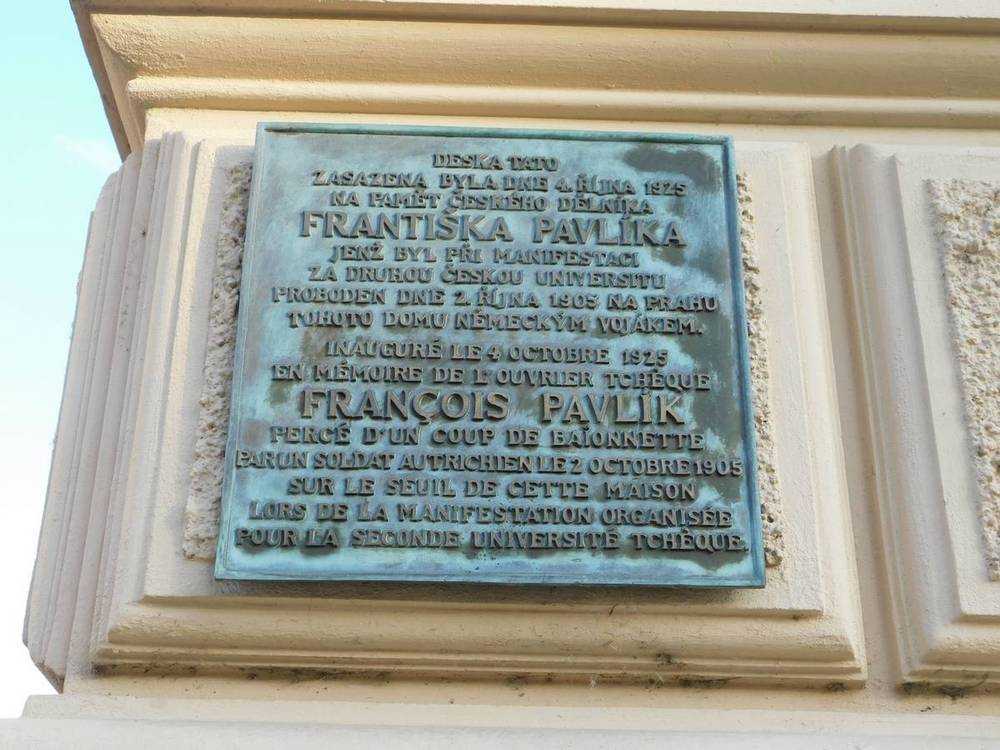 DESKA TATO
ZASAZENA BYLA DNE 4. ŘÍJNA 1925
NA PAMĚŤ ČESKÉHO DĚLNÍKA
FRANTIŠKA PAVLÍKA
JENŽ BYL PŘI MANIFESTACI
ZA DRUHOU ČESKOU UNIVERSITU
PROBODEN DNE 2. ŘÍJNA 1905 NA PRAHU
TOHOTO DOMU NĚMECKÝM VOJÁKEM.
INAUGURÉ LE 4 OCTOBRE 1925
EN MÉMOIRE DE L'OUVRIER TCHÈQUE
FRANÇOIS PAVLÍK
PERCÉ D'UN COUP DE BAÏONNETTE
PAR UN SOLDAT AUTRICHIEN LE 2 OCTOBRE 1905
SUR LE SEUIL DE CETTE MAISON
LORS DE LA MANIFESTATION ORGANISÉE
POUR LA SECONDE UNIVERSITÉ TCHÈQUE.